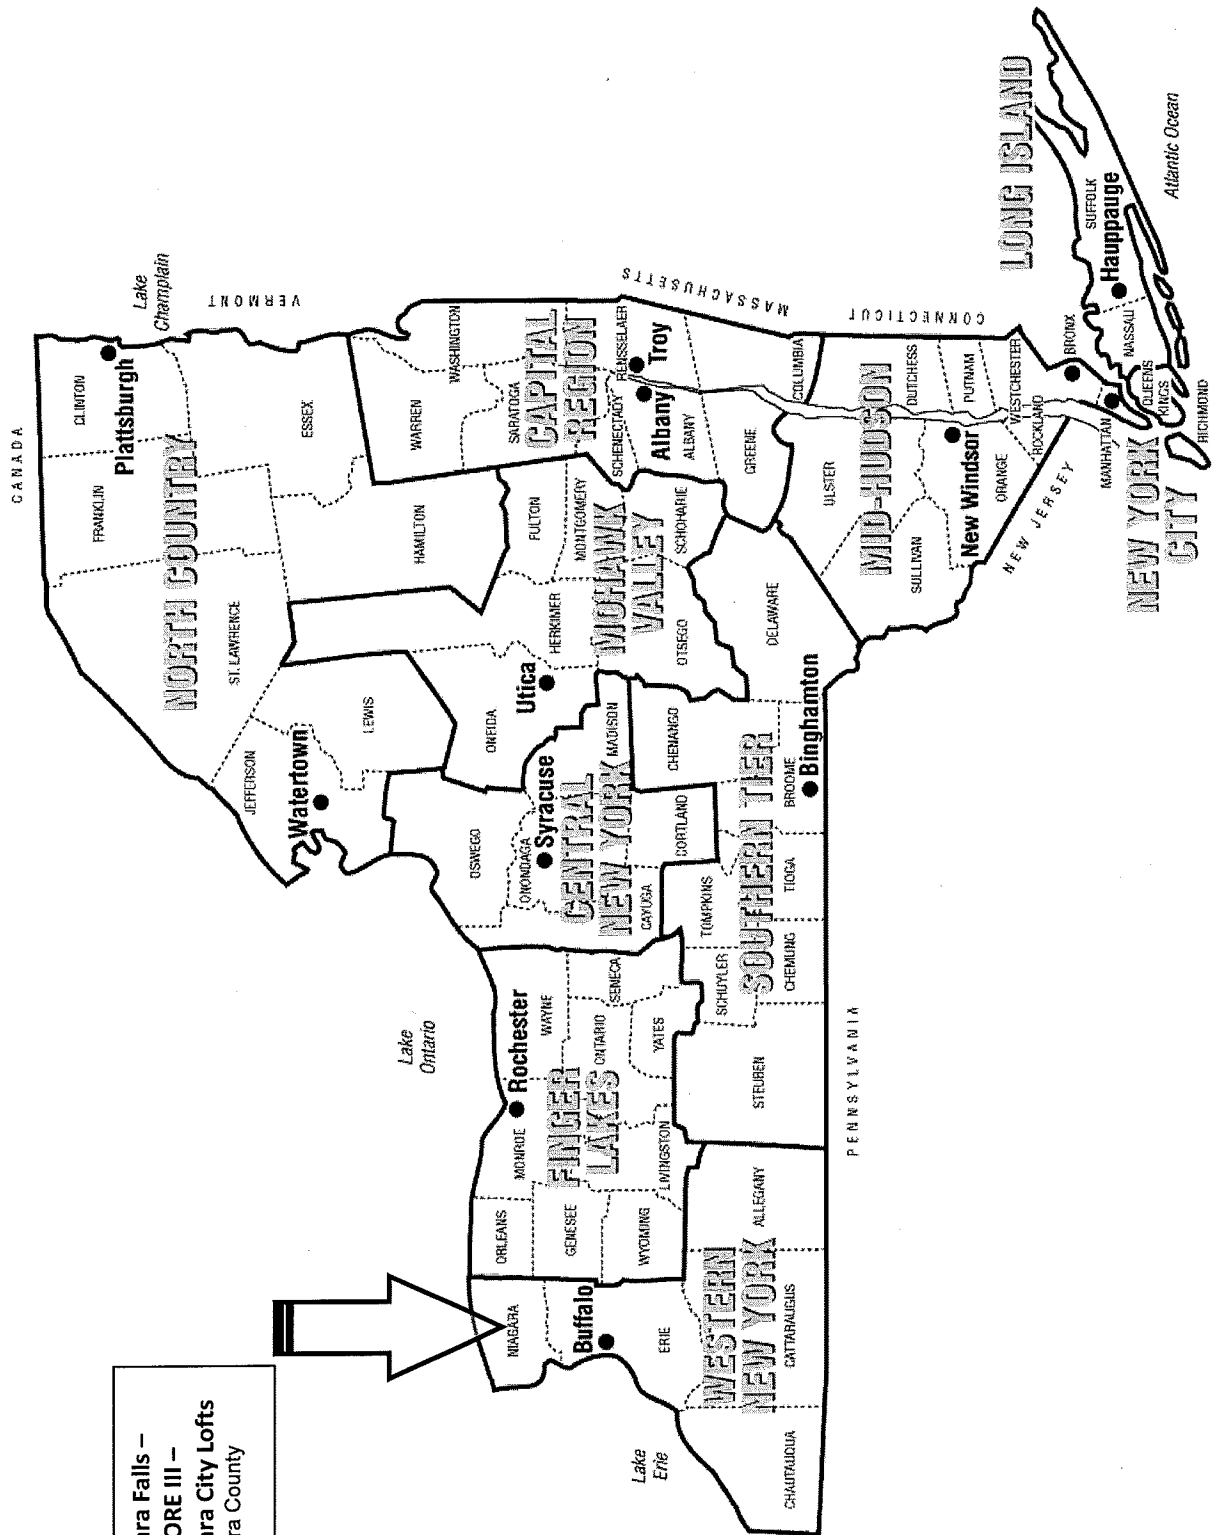 ra Falls –
ORE III –
ra City Lofts
ra County
CANADA
Lake
Champlain
VERMONT
MASSACHUSETTS
CONNECTICUT
NEW JERSEY
PENNSYLVANIA
Atlantic Ocean
Lake
Ontario
Lake
Erie
NORTH COUNTRY
CLINTON
Plattsburgh
FRANKLIN
ESSEX
ST. LAWRENCE
HAMILTON
JEFFERSON
Watertown
LEWIS
CAPITAL
REGION
WASHINGTON
WARREN
SARATOGA
RENSSELAER
Troy
SCHENECTADY
Albany
ALBANY
COLUMBIA
GREENE
MOHAWK
VALLEY
FULTON
MONTGOMERY
SCHOHARIE
HERKIMER
OTSEGO
Utica
ONEIDA
CENTRAL
NEW YORK
OSWEGO
ONONDAGA
Syracuse
MADISON
CORTLAND
CAYUGA
SOUTHERN TIER
DELAWARE
CHENANGO
BROOME
Binghamton
TIOGA
TOMPKINS
CHEMUNG
SCHUYLER
STEUBEN
FINGER
LAKES
Rochester
WAYNE
SENECA
ONTARIO
YATES
MONROE
LIVINGSTON
ORLEANS
GENESEE
WYOMING
WESTERN
NEW YORK
NIAGARA
Buffalo
ERIE
ALLEGANY
CATTARAUGUS
CHAUTAUQUA
MID-HUDSON
DUTCHESS
PUTNAM
ULSTER
SULLIVAN
New Windsor
ORANGE
WESTCHESTER
ROCKLAND
NEW YORK
CITY
BRONX
MANHATTAN
QUEENS
KINGS
RICHMOND
LONG ISLAND
SUFFOLK
Hauppauge
NASSAU